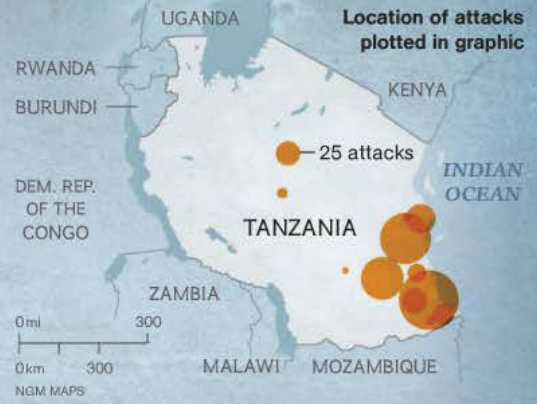 Location of attacks
plotted in graphic
UGANDA
RWANDA
KENYA
BURUNDI
25 attacks
INDIAN
OCEAN
DEM. REP.
OF THE
CONGO
TANZANIA
ZAMBIA
0 mi 300
0 km 300
MALAWI
MOZAMBIQUE
NGM MAPS